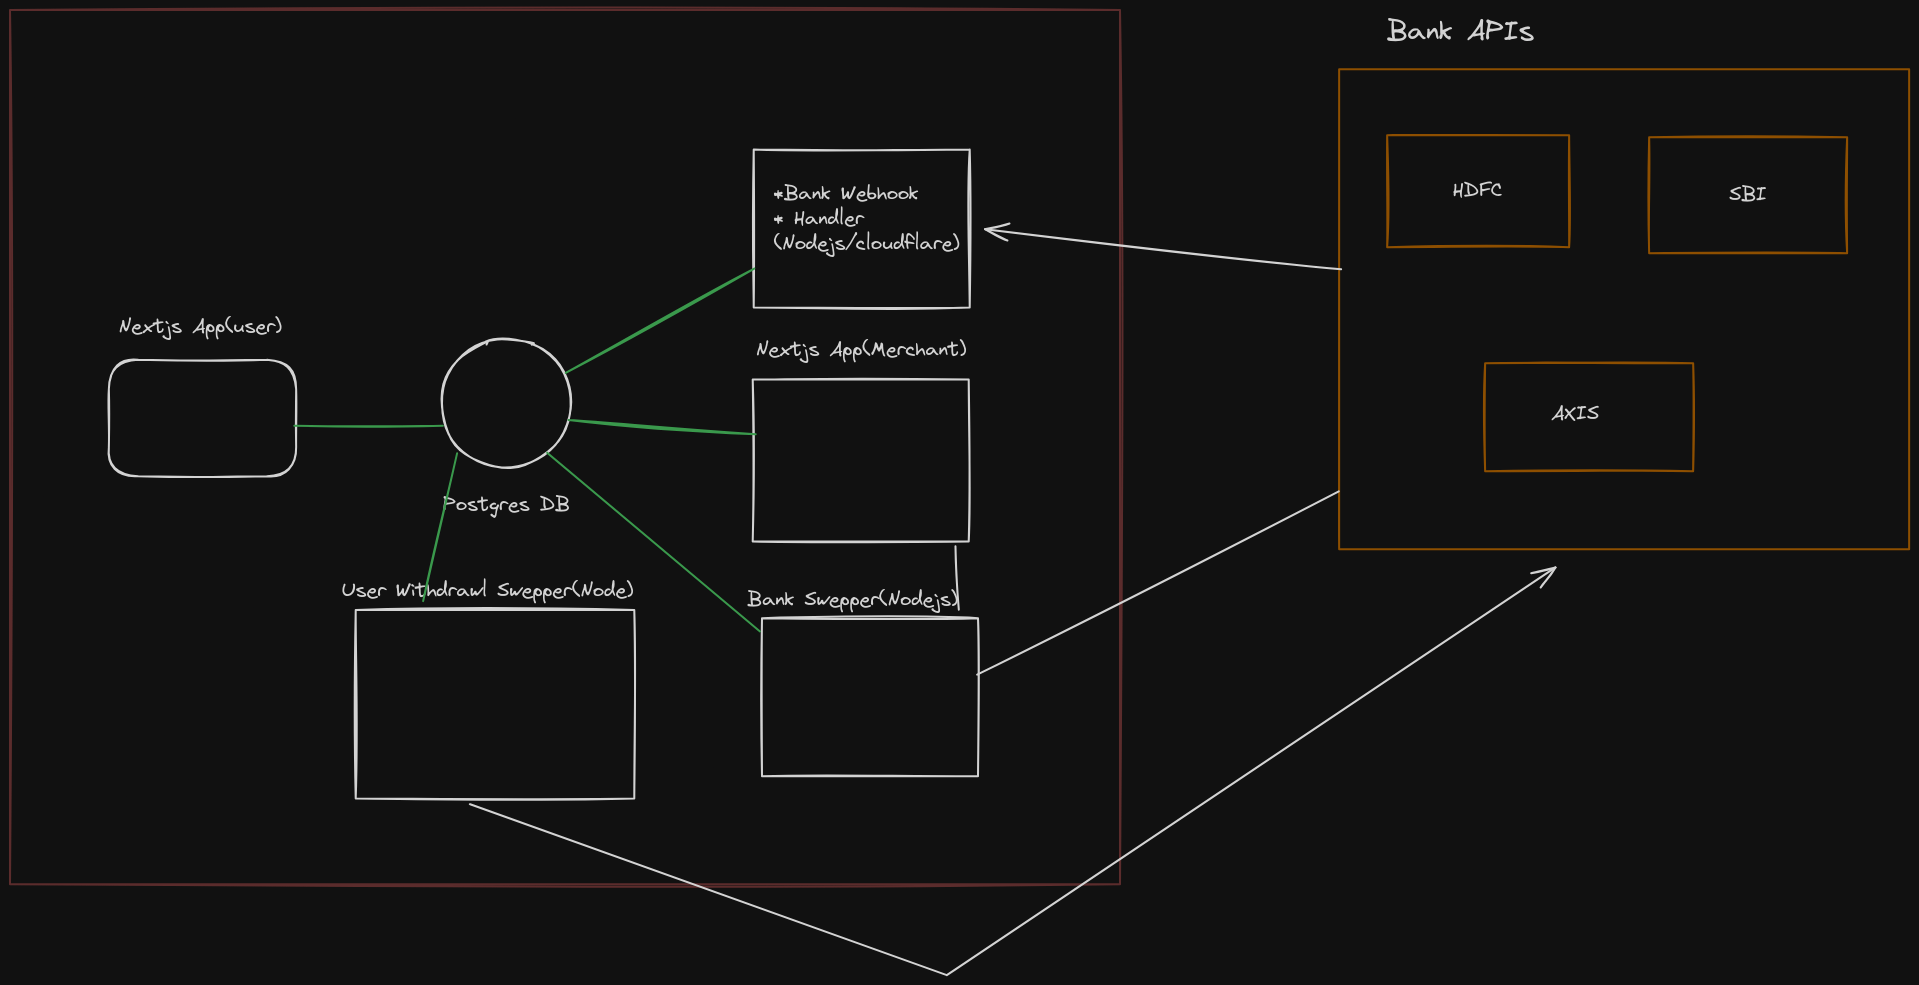 Bank APIs
HDFC
SBI
AXIS
*Bank Webhook
* Handler
(Nodejs/cloudflare)
Nextjs App(user)
Nextjs App(Merchant)
Postgres DB
User Withdrawl Swepper(Node)
Bank Swepper(Nodejs)